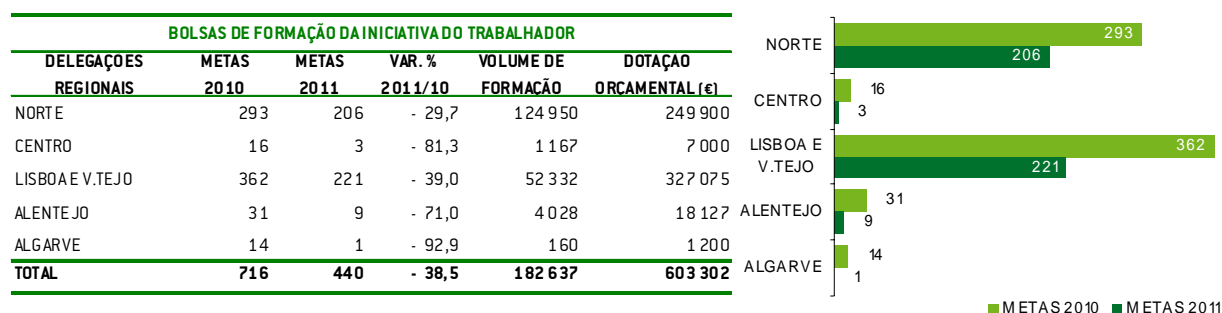 BOLSAS DE FORMAÇÃO DA INICIATIVA DO TRABALHADOR
DELEGAÇOES METAS METAS VAR. % VOLUME DE DOTAÇAO
REGIONAIS 2010 2011 2011/10 FORMAÇÃO ORÇAMENTAL (€)
NORTE 293 206 - 29,7 124 950 249 900
CENTRO 16 3 - 81,3 1 167 7 000
LISBOA E V.TEJO 362 221 - 39,0 52 332 327 075
ALENTEJO 31 9 - 71,0 4 028 18 127
ALGARVE 14 1 - 92,9 160 1 200
TOTAL 716 440 - 38,5 182 637 603 302
NORTE 293
206
CENTRO 16
3
LISBOA E
V.TEJO
362
221
ALENTEJO 31
9
ALGARVE 14
1
METAS 2010 METAS 2011